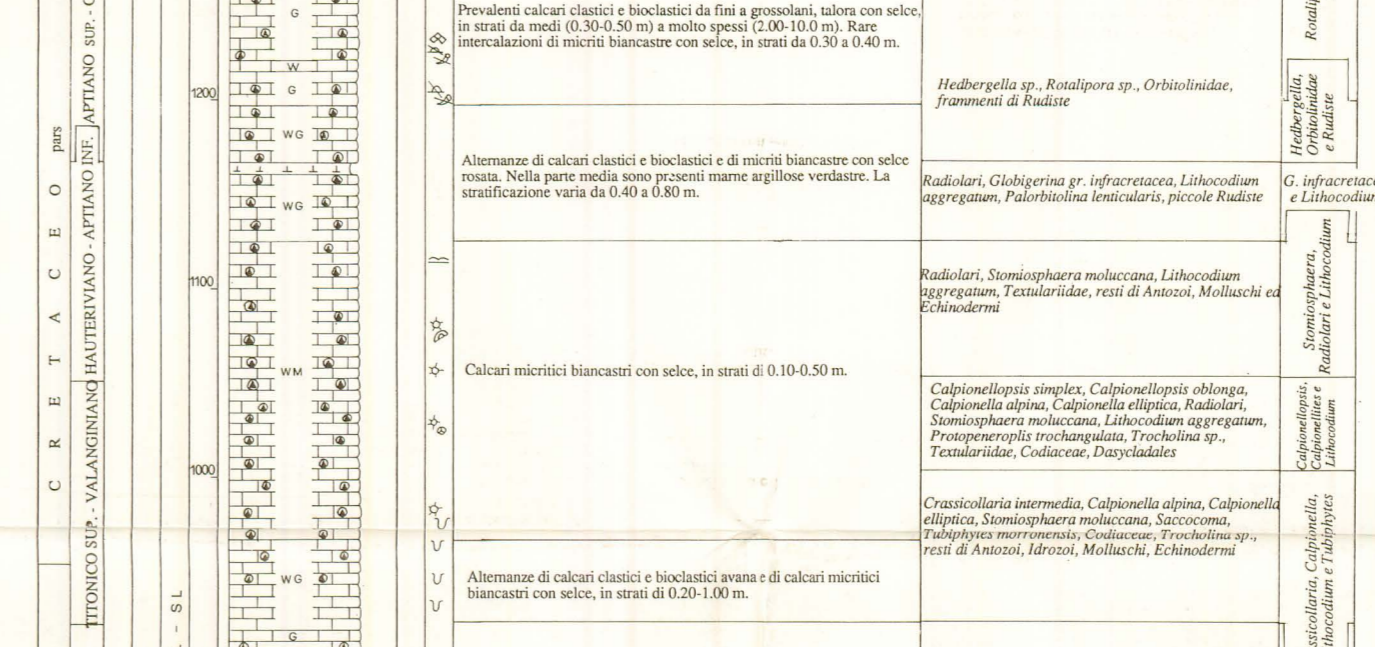 CRETACEO pars
TITONICO SUP. - VALANGINIANO
HAUTERIVIANO - APTIANO INF.
APTIANO SUP. -
- SL
1200
1100
1000
G
W
G
WG
WG
WM
WG
G
Prevalenti calcari clastici e bioclastici da fini a grossolani, talora con selce,
in strati da medi (0.30-0.50 m) a molto spessi (2.00-10.0 m). Rare
intercalazioni di micriti biancastre con selce, in strati da 0.30 a 0.40 m.
Alternanze di calcari clastici e bioclastici e di micriti biancastre con selce
rosata. Nella parte media sono presenti marne argillose verdastre. La
stratificazione varia da 0.40 a 0.80 m.
Calcari micritici biancastri con selce, in strati di 0.10-0.50 m.
Alternanze di calcari clastici e bioclastici avana e di calcari micritici
biancastri con selce, in strati di 0.20-1.00 m.
Hedbergella sp., Rotalipora sp., Orbitolinidae,
frammenti di Rudiste
Radiolari, Globigerina gr. infracretacea, Lithocodium
aggregatum, Palorbitolina lenticularis, piccole Rudiste
Radiolari, Stomiosphaera moluccana, Lithocodium
aggregatum, Textulariidae, resti di Antozoi, Molluschi ed
Echinodermi
Calpionellopsis simplex, Calpionellopsis oblonga,
Calpionella alpina, Calpionella elliptica, Radiolari,
Stomiosphaera moluccana, Lithocodium aggregatum,
Protopeneroplis trochangulata, Trocholina sp.,
Textulariidae, Codiaceae, Dasycladales
Crassicollaria intermedia, Calpionella alpina, Calpionella
elliptica, Stomiosphaera moluccana, Saccocoma,
Tubiphytes morronensis, Codiaceae, Trocholina sp.,
resti di Antozoi, Idrozoi, Molluschi, Echinodermi
Rotalip
Hedbergella,
Orbitolinidae
e Rudiste
G. infracretac
e Lithocodiu
Stomiosphaera,
Radiolari e Lithocodium
Calpionellopsis,
Calpionellites e
Lithocodium
ssicollaria, Calpionella,
thocodium e Tubiphytes